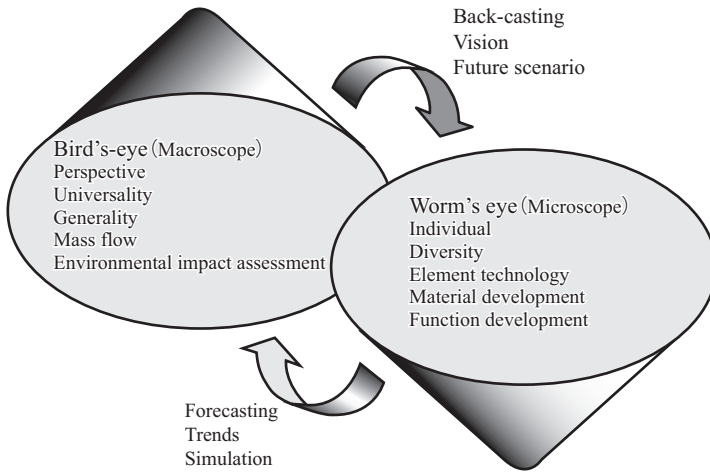 Back-casting
Vision
Future scenario
Bird's-eye (Macroscope)
Perspective
Universality
Generality
Mass flow
Environmental impact assessment
Worm's eye (Microscope)
Individual
Diversity
Element technology
Material development
Function development
Forecasting
Trends
Simulation